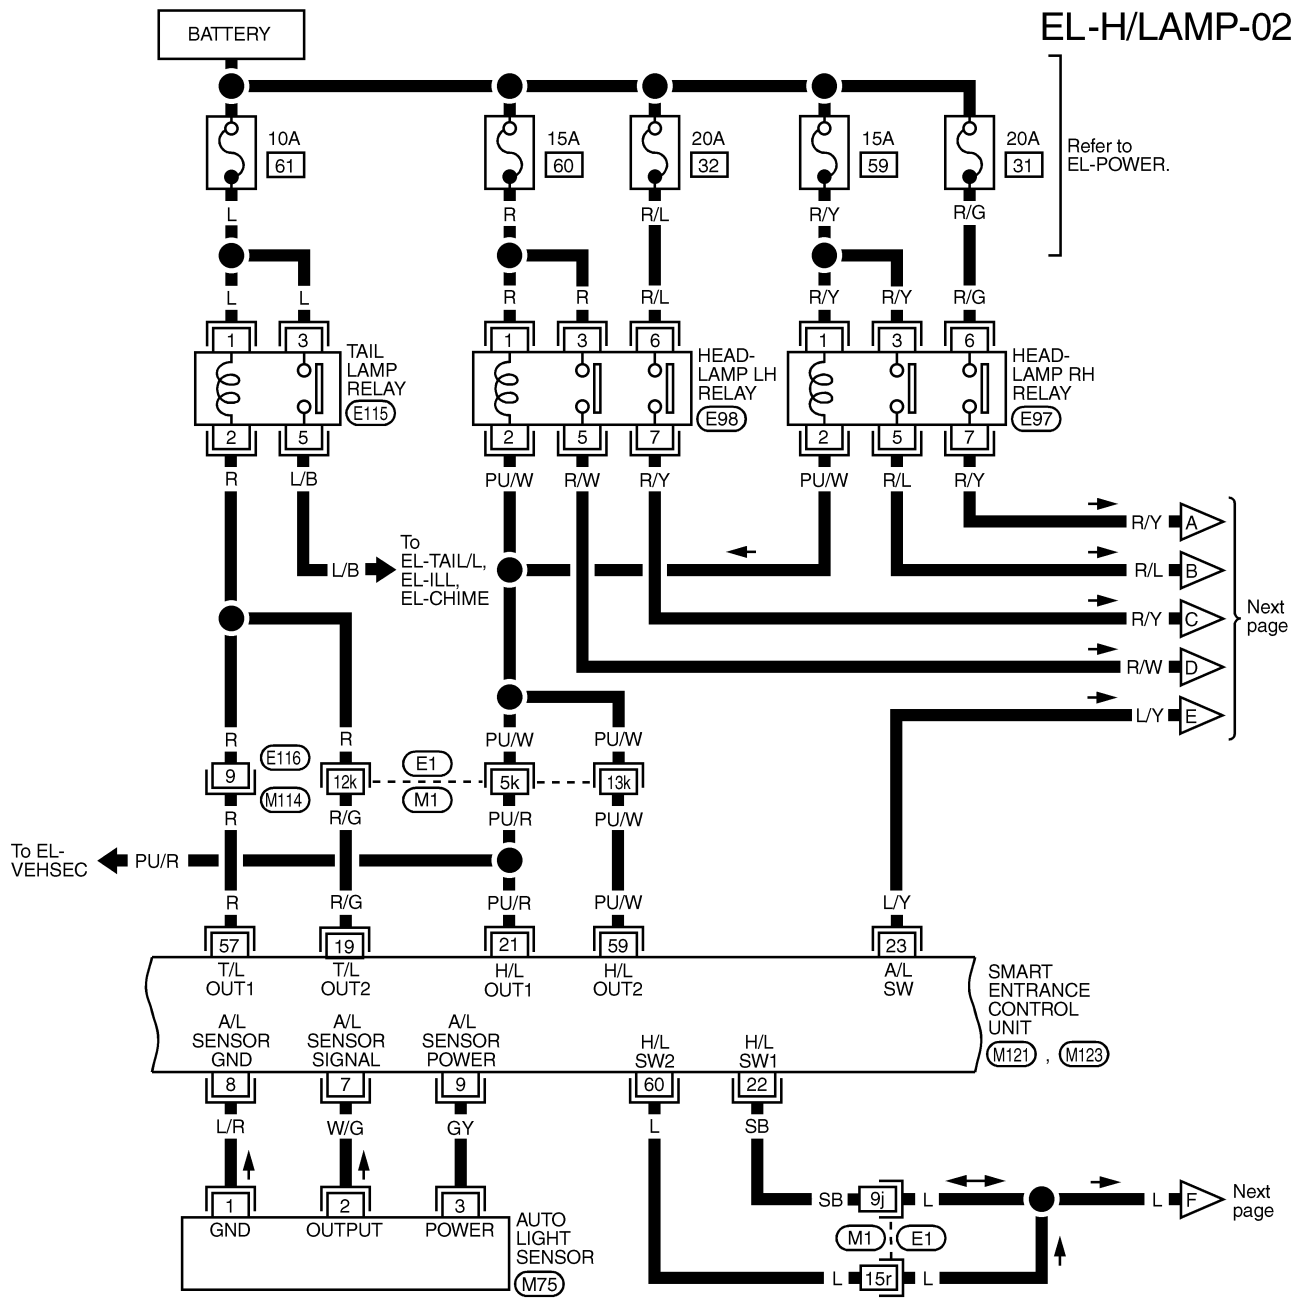 EL-H/LAMP-02
BATTERY
10A
61
15A
60
20A
32
15A
59
20A
31
Refer to
EL-POWER.
L
R
R/L
R/Y
R/G
L
L
R
R
R/L
R/Y
R/Y
R/G
1
3
1
3
6
1
3
6
TAIL
LAMP
RELAY
E115
HEAD-
LAMP LH
RELAY
E98
HEAD-
LAMP RH
RELAY
E97
2
5
2
5
7
2
5
7
R
L/B
PU/W
R/W
R/Y
PU/W
R/L
R/Y
R/Y
A
L/B
To
EL-TAIL/L,
EL-ILL,
EL-CHIME
R/L
B
R/Y
C
R/W
D
L/Y
E
Next
page
R
R
PU/W
PU/W
9
E116
M114
12k
E1
M1
5k
13k
R
R/G
PU/R
PU/W
To EL-
VEHSEC
PU/R
R
R/G
PU/R
PU/W
L/Y
57
19
21
59
23
T/L
OUT1
T/L
OUT2
H/L
OUT1
H/L
OUT2
A/L
SW
SMART
ENTRANCE
CONTROL
UNIT
M121 , M123
A/L
SENSOR
GND
A/L
SENSOR
SIGNAL
A/L
SENSOR
POWER
H/L
SW2
H/L
SW1
8
7
9
60
22
L/R
W/G
GY
L
SB
1
2
3
GND
OUTPUT
POWER
AUTO
LIGHT
SENSOR
M75
SB
9j
L
L
F
Next
page
M1
E1
L
15r
L